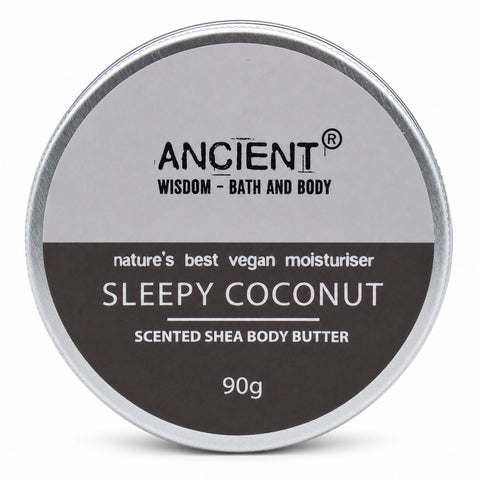 ANCIENT®
WISDOM – BATH AND BODY
nature's best vegan moisturiser
SLEEPY COCONUT
SCENTED SHEA BODY BUTTER
90g